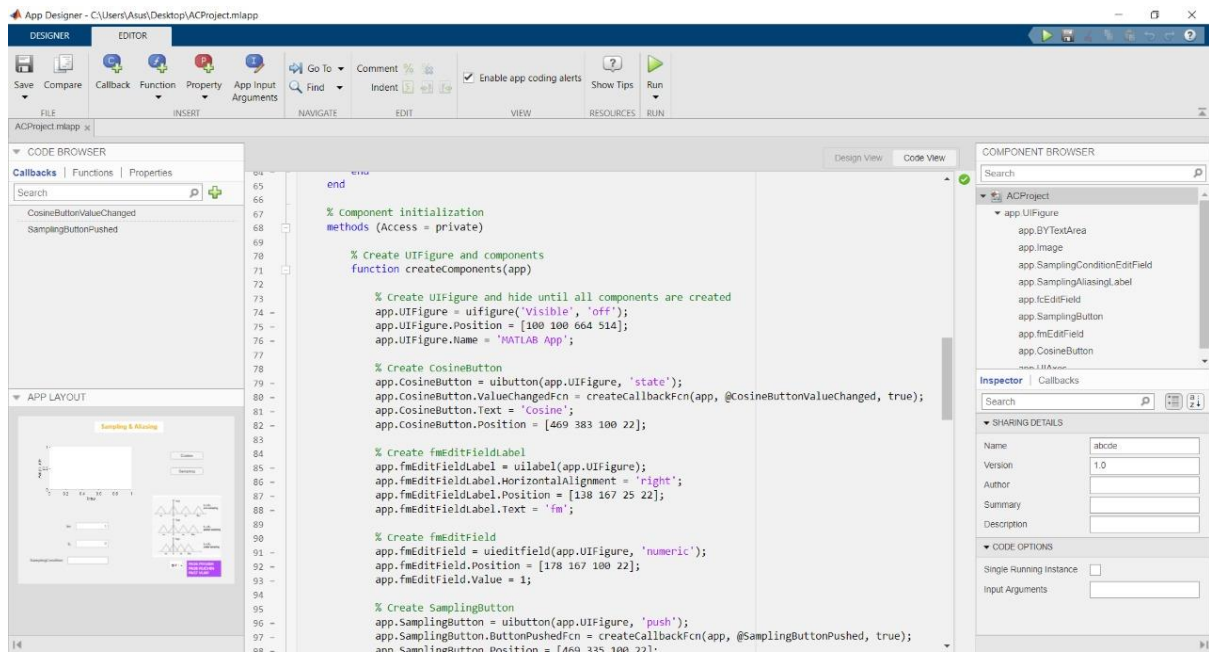 App Designer - C:\Users\Asus\Desktop\ACProject.mlapp
DESIGNER EDITOR
Save Compare Callback Function Property App Input Arguments
Go To Find
Comment
Indent
Enable app coding alerts
Show Tips Run
FILE INSERT NAVIGATE EDIT VIEW RESOURCES RUN
ACProject.mlapp
CODE BROWSER
Callbacks | Functions | Properties
Search
CosineButtonValueChanged
SamplingButtonPushed
APP LAYOUT
Sampling & Aliasing
Design View Code View
64 end
65 end
66
67 % Component initialization
68 methods (Access = private)
69
70 % Create UIFigure and components
71 function createComponents(app)
72
73 % Create UIFigure and hide until all components are created
74 - app.UIFigure = uifigure('Visible', 'off');
75 - app.UIFigure.Position = [100 100 664 514];
76 - app.UIFigure.Name = 'MATLAB App';
77
78 % Create CosineButton
79 - app.CosineButton = uibutton(app.UIFigure, 'state');
80 - app.CosineButton.ValueChangedFcn = createCallbackFcn(app, @CosineButtonValueChanged, true);
81 - app.CosineButton.Text = 'Cosine';
82 - app.CosineButton.Position = [469 383 100 22];
83
84 % Create fmEditFieldLabel
85 - app.fmEditFieldLabel = uilabel(app.UIFigure);
86 - app.fmEditFieldLabel.HorizontalAlignment = 'right';
87 - app.fmEditFieldLabel.Position = [138 167 25 22];
88 - app.fmEditFieldLabel.Text = 'fm';
89
90 % Create fmEditField
91 - app.fmEditField = uieditfield(app.UIFigure, 'numeric');
92 - app.fmEditField.Position = [178 167 100 22];
93 - app.fmEditField.Value = 1;
94
95 % Create SamplingButton
96 - app.SamplingButton = uibutton(app.UIFigure, 'push');
97 - app.SamplingButton.ButtonPushedFcn = createCallbackFcn(app, @SamplingButtonPushed, true);
98 - app.SamplingButton.Position = [469 335 100 22];
COMPONENT BROWSER
Search
ACProject
app.UIFigure
app.BYTextArea
app.Image
app.SamplingConditionEditField
app.SamplingAliasingLabel
app.fcEditField
app.SamplingButton
app.fmEditField
app.CosineButton
app.UIAxes
Inspector | Callbacks
Search
SHARING DETAILS
Name abcde
Version 1.0
Author
Summary
Description
CODE OPTIONS
Single Running Instance
Input Arguments